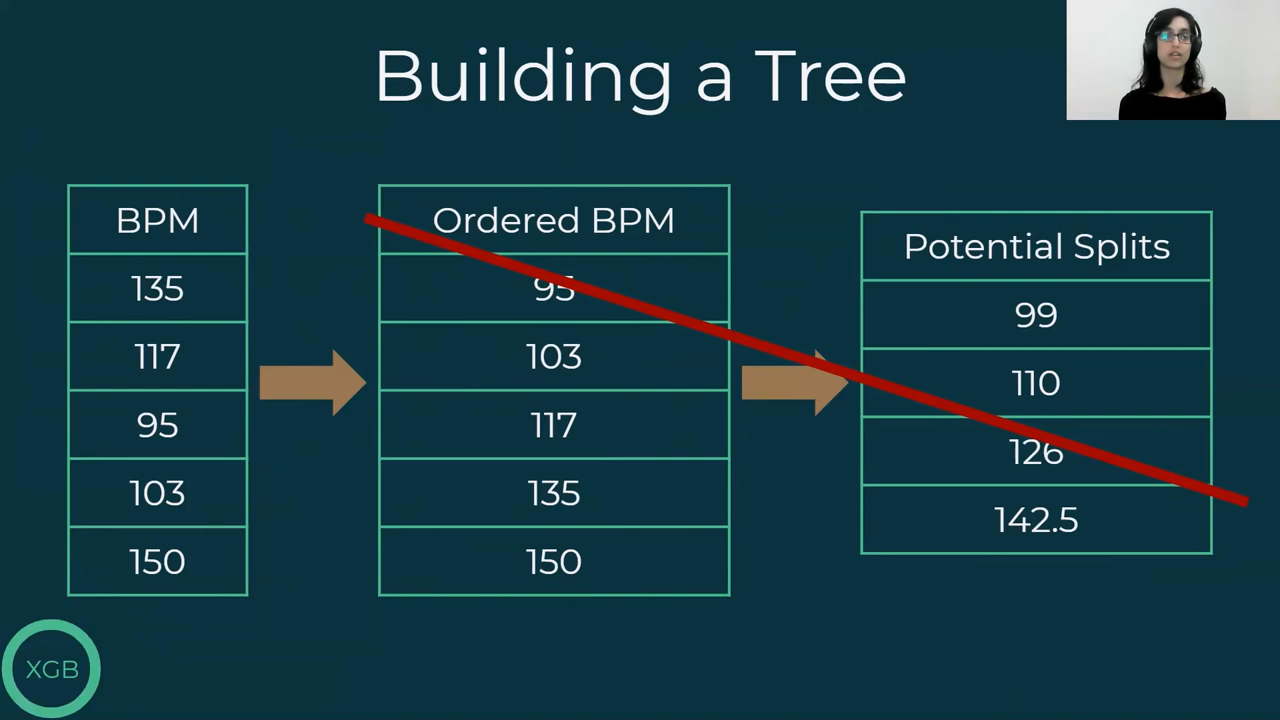 Building a Tree
BPM
135
117
95
103
150
Ordered BPM
95
103
117
135
150
Potential Splits
99
110
126
142.5
XGB